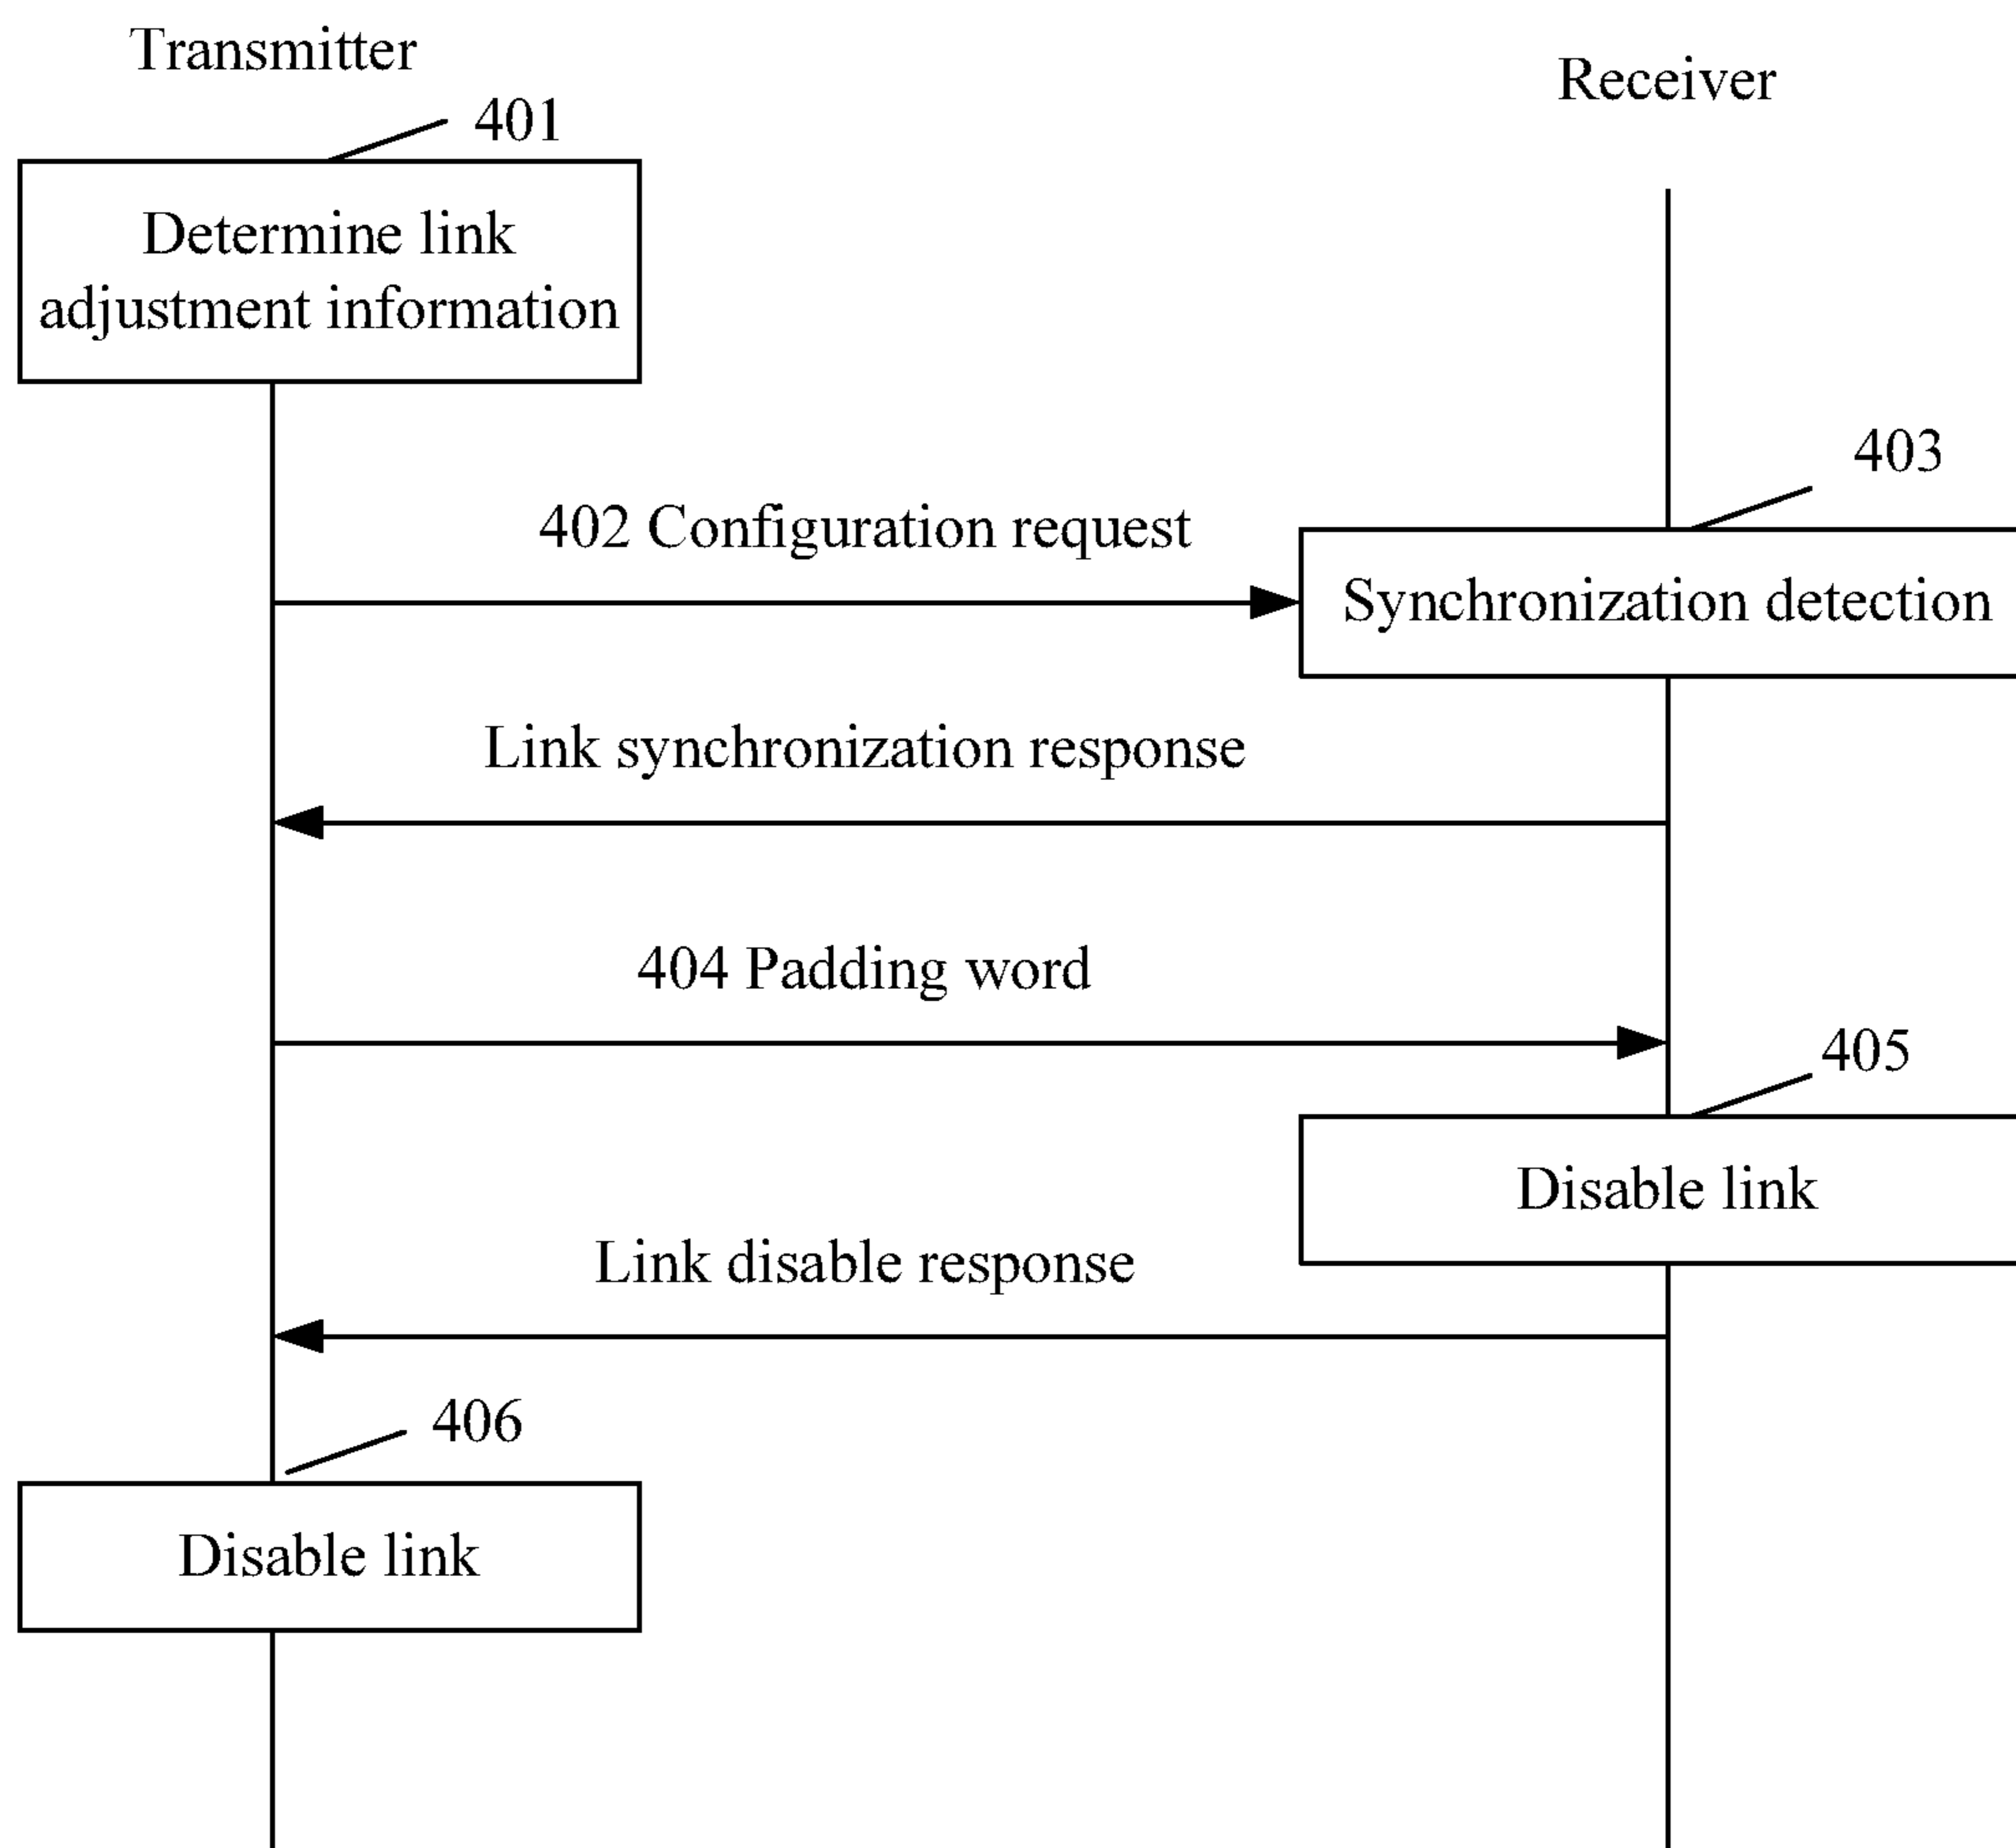 Transmitter
Receiver
401
Determine link
adjustment information
403
402 Configuration request
Synchronization detection
Link synchronization response
404 Padding word
405
Disable link
Link disable response
406
Disable link